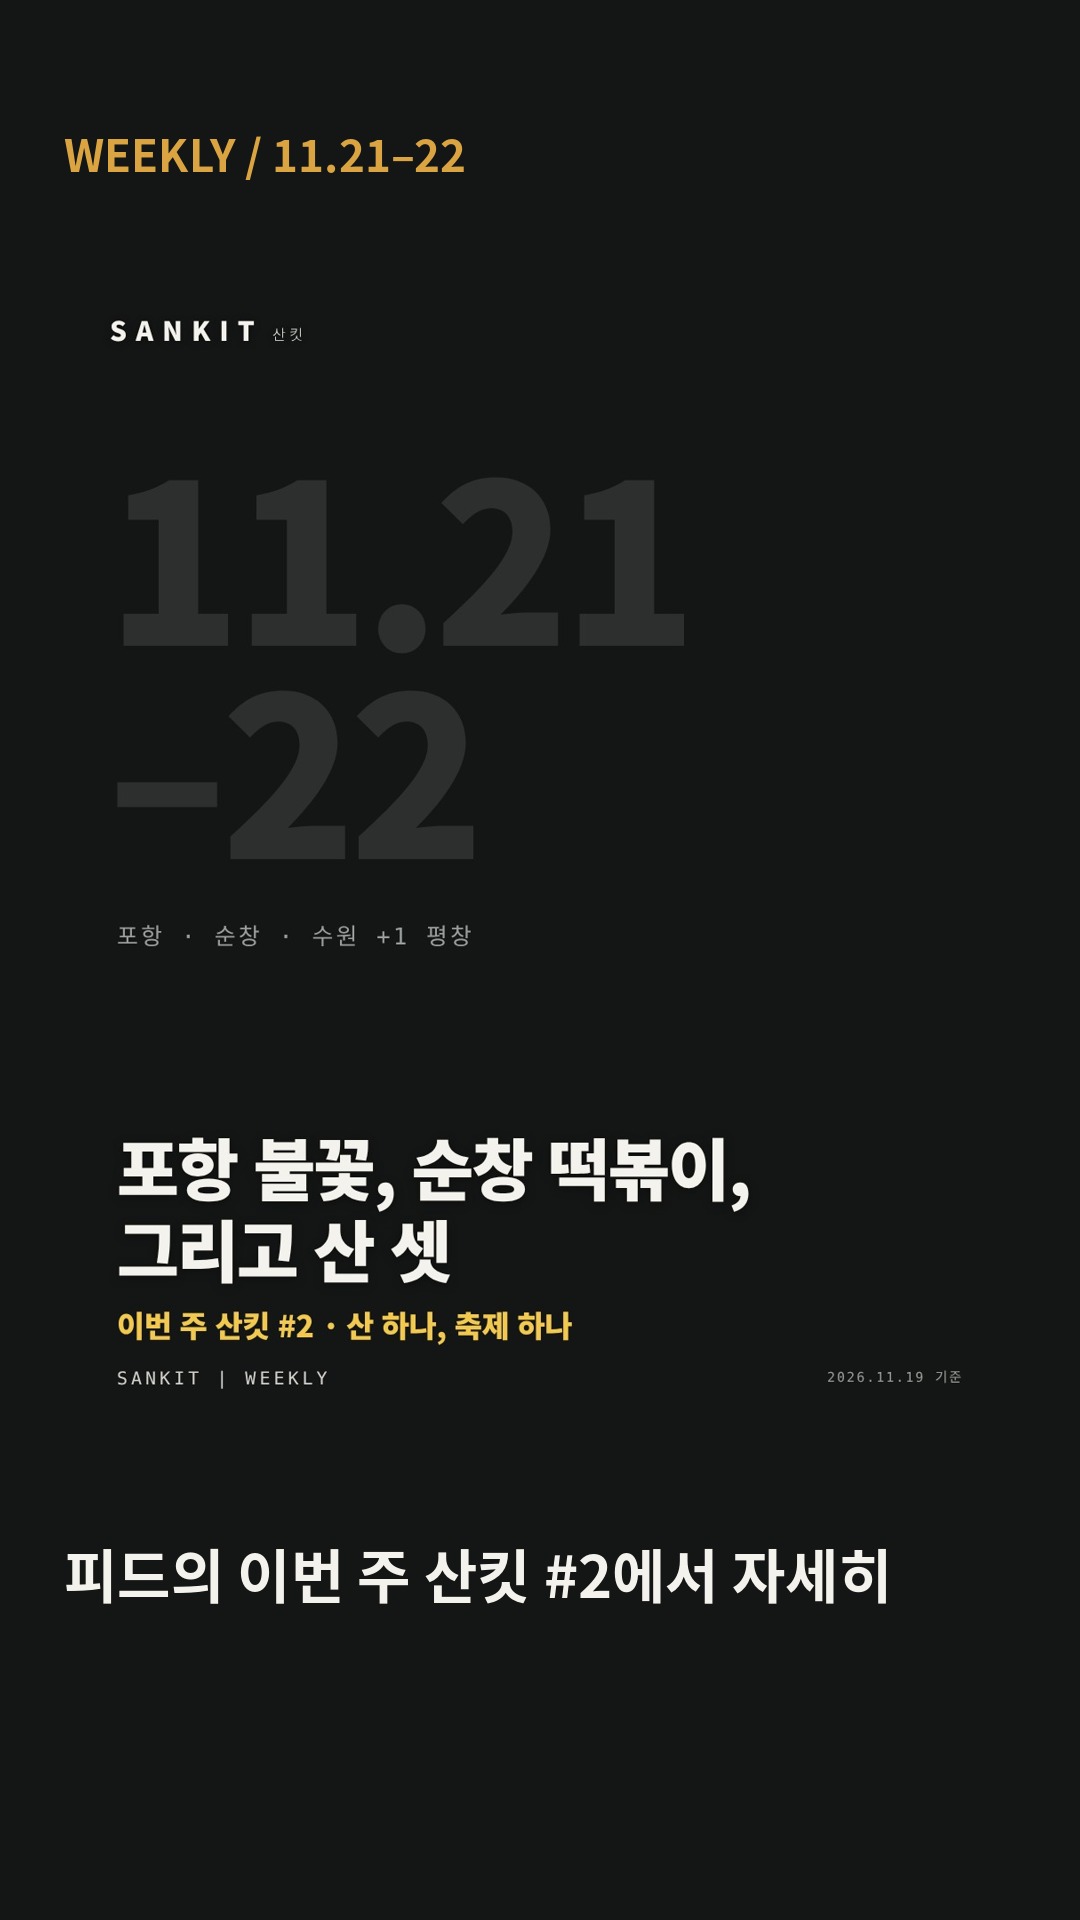 WEEKLY / 11.21–22
SANKIT 산킷
11.21
–22
포항 · 순창 · 수원 +1 평창
포항 불꽃, 순창 떡볶이,
그리고 산 셋
이번 주 산킷 #2 · 산 하나, 축제 하나
SANKIT | WEEKLY
2026.11.19 기준
피드의 이번 주 산킷 #2에서 자세히